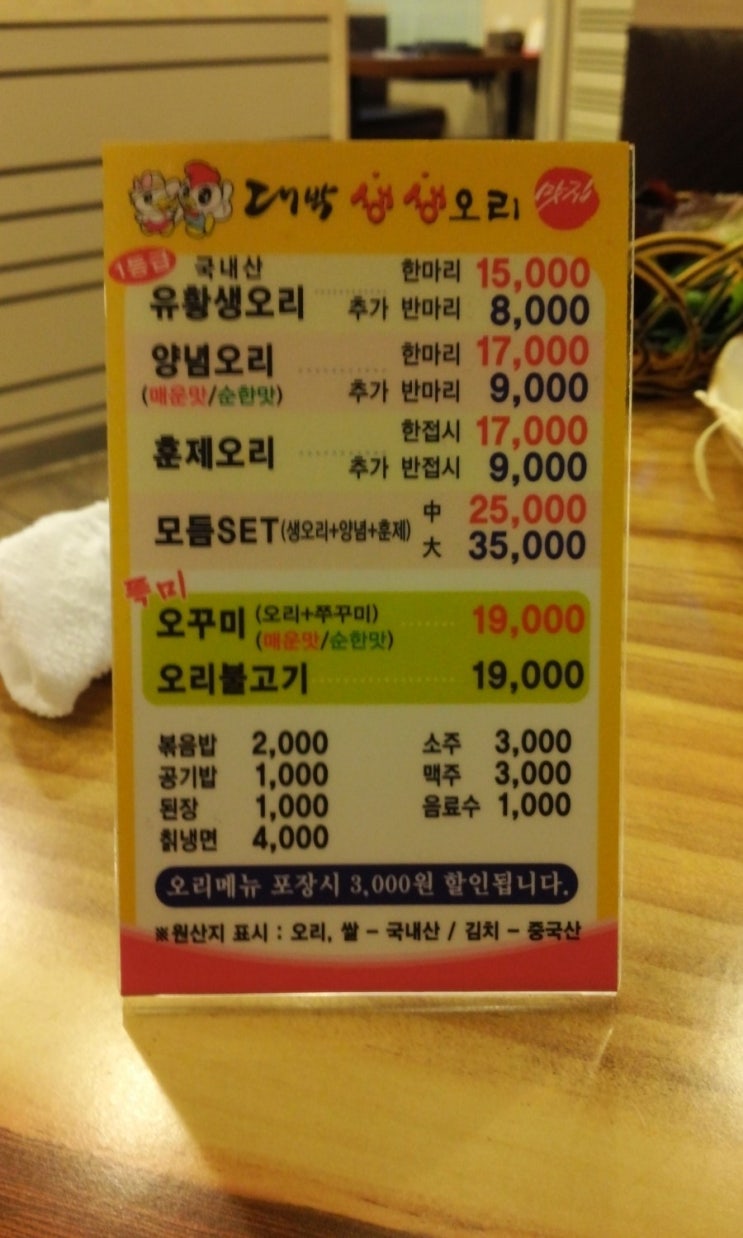 대박 생생오리 맛집
1등급 국내산 한마리 15,000
유황생오리 추가 반마리 8,000
양념오리 한마리 17,000
(매운맛/순한맛) 추가 반마리 9,000
훈제오리 한접시 17,000
추가 반접시 9,000
모듬SET(생오리+양념+훈제) 中 25,000
大 35,000
특미
오꾸미 (오리+쭈꾸미) 19,000
(매운맛/순한맛)
오리불고기 19,000
볶음밥 2,000 소주 3,000
공기밥 1,000 맥주 3,000
된장 1,000 음료수 1,000
칡냉면 4,000
오리메뉴 포장시 3,000원 할인됩니다.
※원산지 표시 : 오리, 쌀 - 국내산 / 김치 - 중국산